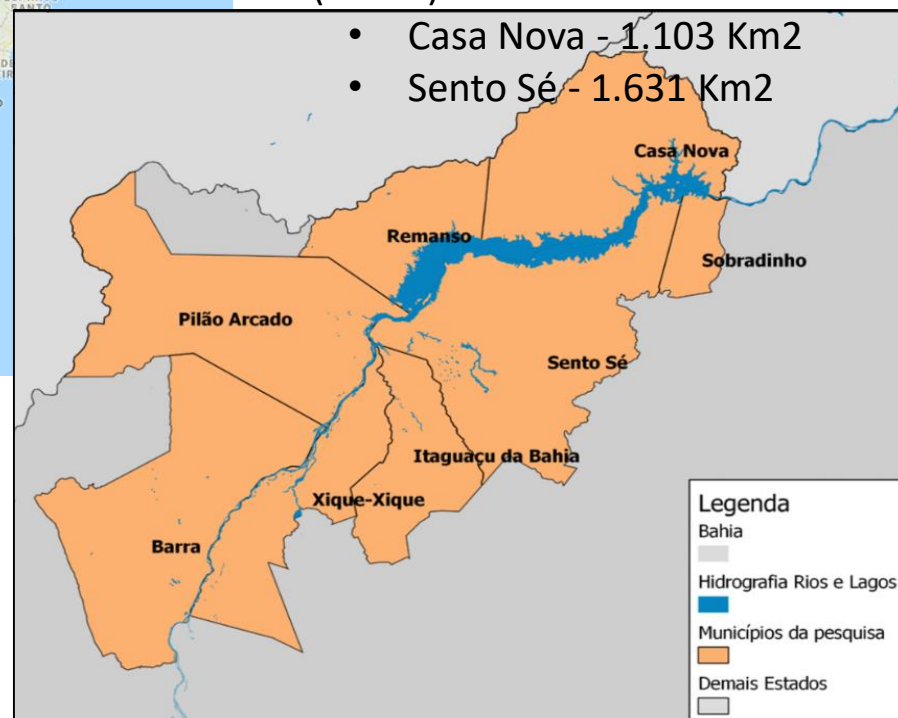 • Casa Nova - 1.103 Km2
• Sento Sé - 1.631 Km2
Casa Nova
Remanso
Sobradinho
Pilão Arcado
Sento Sé
Itaguaçu da Bahia
Xique-Xique
Barra
Legenda
Bahia
Hidrografia Rios e Lagos
Municípios da pesquisa
Demais Estados